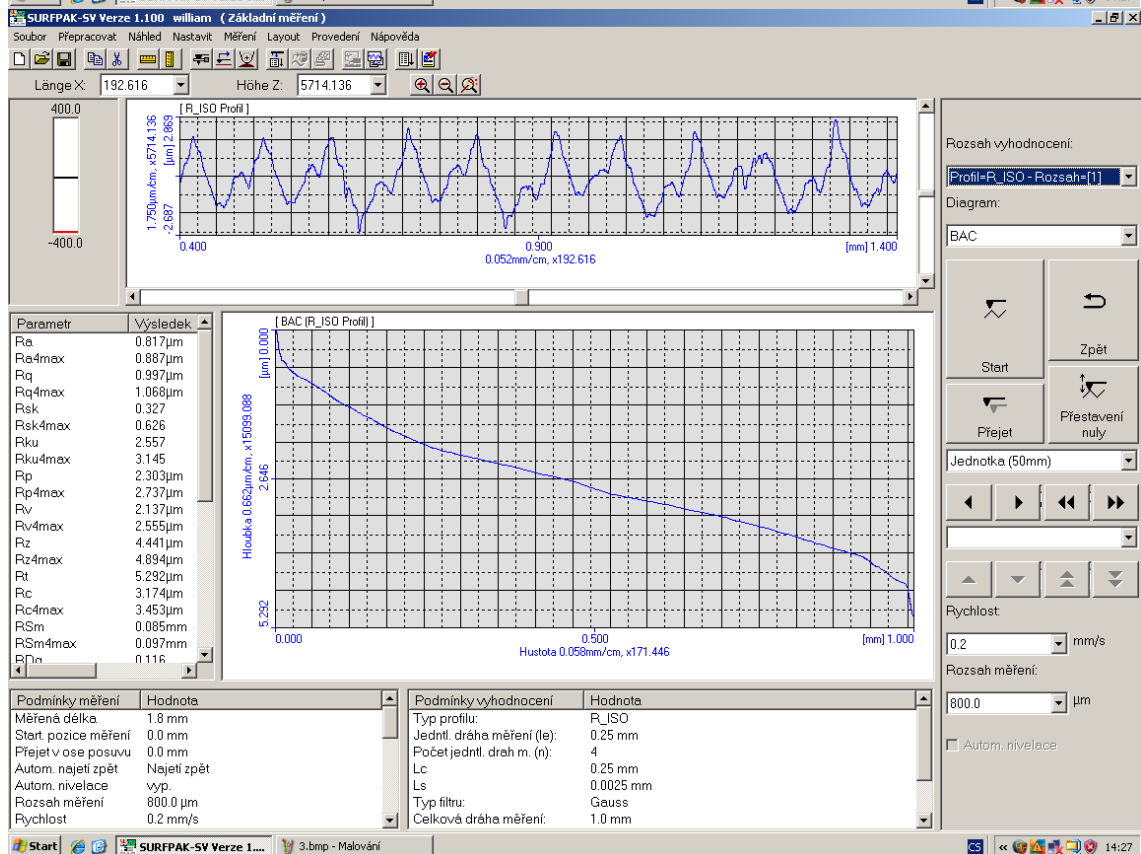 SURFPAK-SV Verze 1.100 william ( Základní měření )
Soubor Přepracovat Náhled Nastavit Měření Layout Provedení Nápověda
Länge X: 192.616 Höhe Z: 5714.136
400.0
-400.0
[ R_ISO Profil ]
1.750µm/cm, x5714.136
-2.687 [µm] 2.869
0.400 0.900 [mm] 1.400
0.052mm/cm, x192.616
Parametr Výsledek
Ra 0.817µm
Ra4max 0.887µm
Rq 0.997µm
Rq4max 1.068µm
Rsk 0.327
Rsk4max 0.626
Rku 2.557
Rku4max 3.145
Rp 2.303µm
Rp4max 2.737µm
Rv 2.137µm
Rv4max 2.555µm
Rz 4.441µm
Rz4max 4.894µm
Rt 5.292µm
Rc 3.174µm
Rc4max 3.453µm
RSm 0.085mm
RSm4max 0.097mm
RDq 0.116
[ BAC (R_ISO Profil) ]
Hloubka 0.662µm/cm, x15099.088
5.292 2.646 [µm] 0.000
0.000 0.500 [mm] 1.000
Hustota 0.058mm/cm, x171.446
Rozsah vyhodnocení:
Profil=R_ISO - Rozsah=[1]
Diagram:
BAC
Start
Zpět
Přejet
Přestavení nuly
Jednotka (50mm)
Rychlost:
0.2 mm/s
Rozsah měření:
800.0 µm
Autom. nivelace
Podmínky měření Hodnota
Měřená délka 1.8 mm
Start. pozice měření 0.0 mm
Přejet v ose posuvu 0.0 mm
Autom. najetí zpět Najetí zpět
Autom. nivelace vyp.
Rozsah měření 800.0 µm
Rychlost 0.2 mm/s
Podmínky vyhodnocení Hodnota
Typ profilu: R_ISO
Jedntl. dráha měření (le): 0.25 mm
Počet jedntl. drah m. (n): 4
Lc 0.25 mm
Ls 0.0025 mm
Typ filtru: Gauss
Celková dráha měření: 1.0 mm
Start SURFPAK-SV Verze 1.... 3.bmp - Malování CS « 14:27